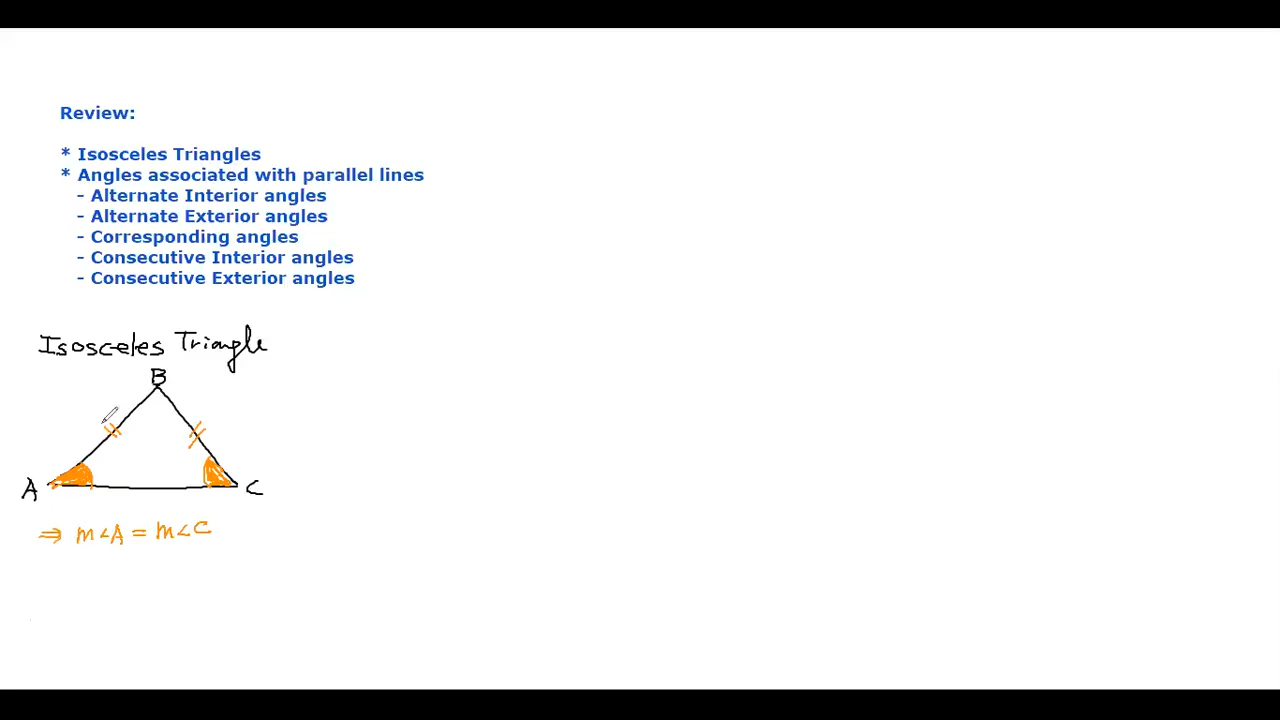 Review:
* Isosceles Triangles
* Angles associated with parallel lines
- Alternate Interior angles
- Alternate Exterior angles
- Corresponding angles
- Consecutive Interior angles
- Consecutive Exterior angles
Isosceles Triangle
B
A C
⇒ m∠A = m∠C